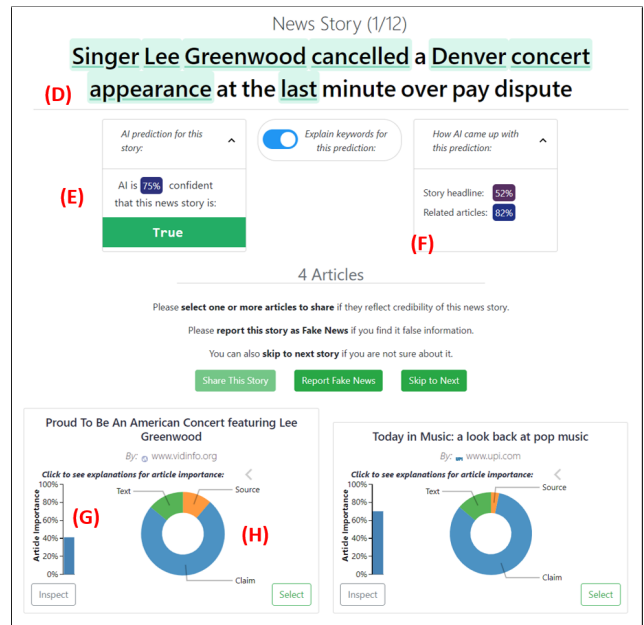 News Story (1/12)
Singer Lee Greenwood cancelled a Denver concert
(D)
appearance at the last minute over pay dispute
AI prediction for this
story:
Explain keywords for
this prediction:
How AI came up with
this prediction:
(E)
AI is 75% confident
that this news story is:
True
Story headline: 52%
Related articles: 82%
(F)
4 Articles
Please select one or more articles to share if they reflect credibility of this news story.
Please report this story as Fake News if you find it false information.
You can also skip to next story if you are not sure about it.
Share This Story
Report Fake News
Skip to Next
Proud To Be An American Concert featuring Lee
Greenwood
By: www.vidinfo.org
Click to see explanations for article importance:
100%
80%
60%
40%
20%
0%
Article Importance
(G)
Text
Source
(H)
Claim
Inspect
Select
Today in Music: a look back at pop music
By: www.upi.com
Click to see explanations for article importance:
100%
80%
60%
40%
20%
0%
Article Importance
Text
Source
Claim
Inspect
Select